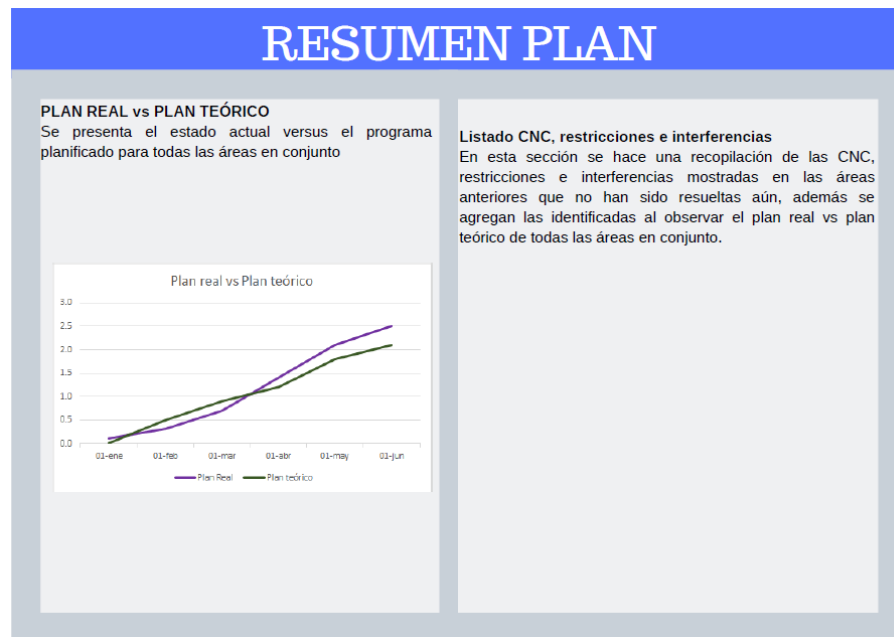 RESUMEN PLAN
PLAN REAL vs PLAN TEÓRICO
Se presenta el estado actual versus el programa
planificado para todas las áreas en conjunto
Plan real vs Plan teórico
3.0
2.5
2.0
1.5
1.0
0.5
0.0
01-ene 01-feb 01-mar 01-abr 01-may 01-jun
Plan Real Plan teórico
Listado CNC, restricciones e interferencias
En esta sección se hace una recopilación de las CNC,
restricciones e interferencias mostradas en las áreas
anteriores que no han sido resueltas aún, además se
agregan las identificadas al observar el plan real vs plan
teórico de todas las áreas en conjunto.